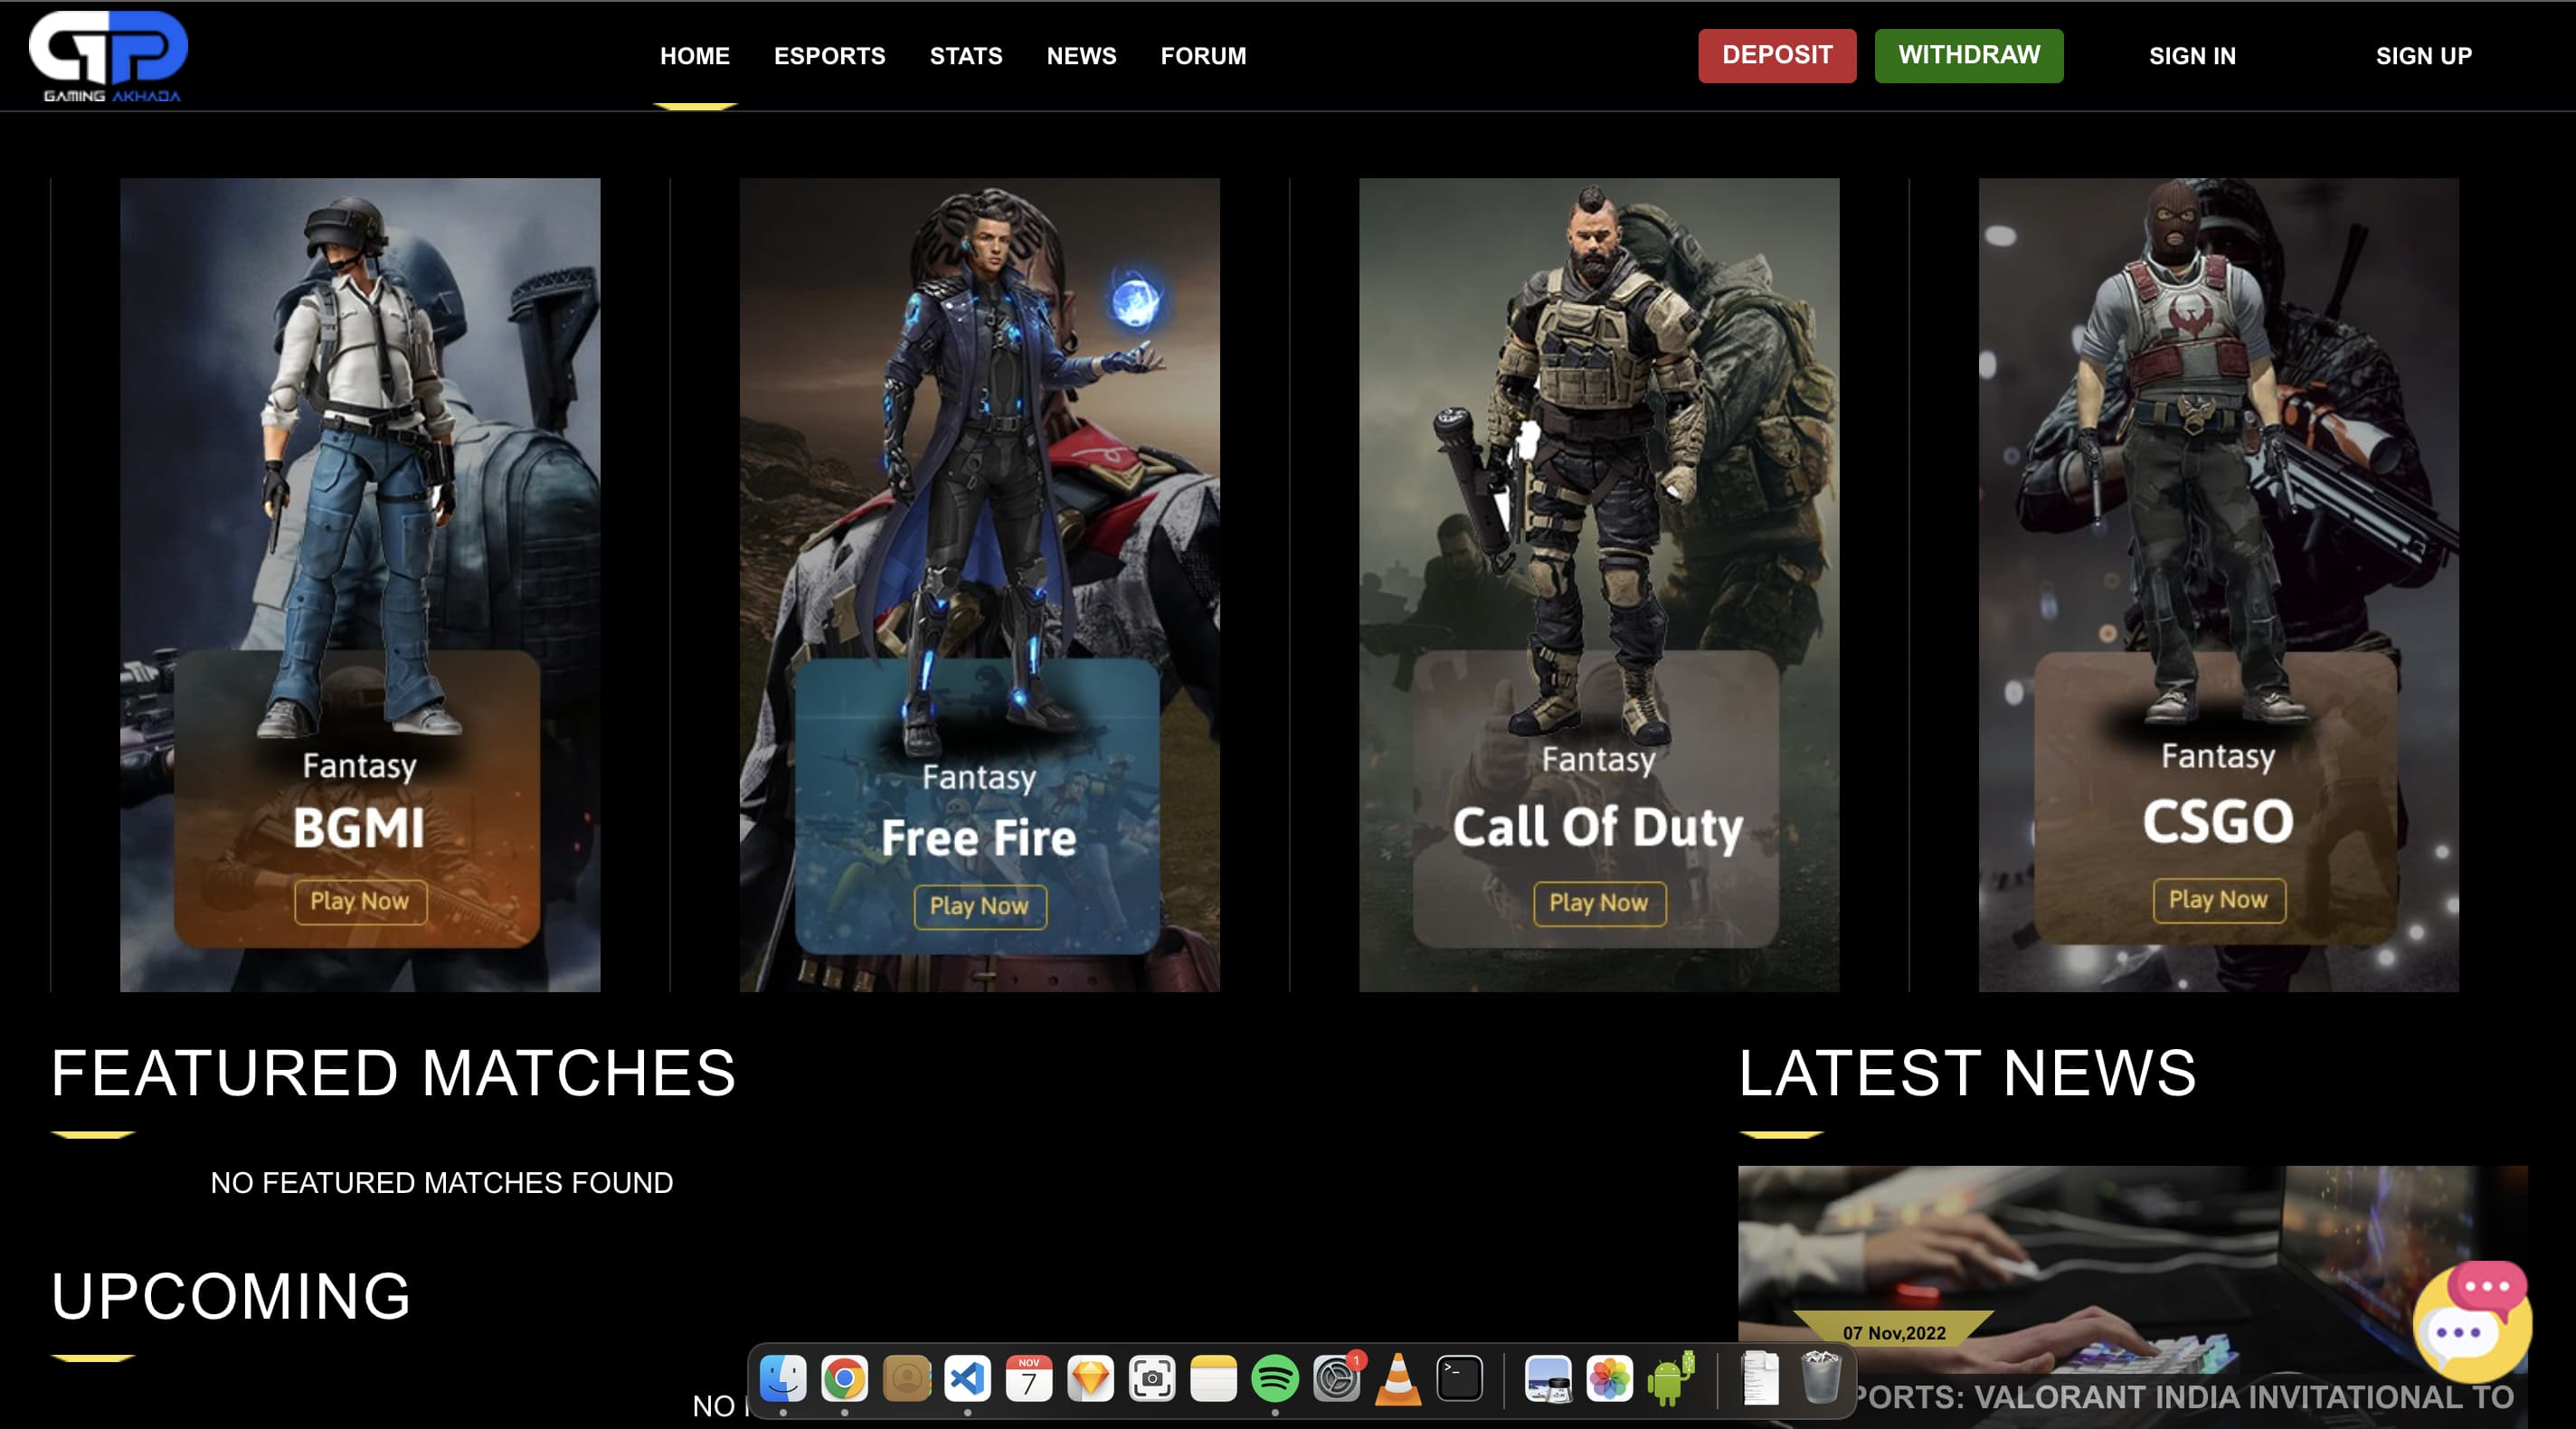 GAMING AKHADA
HOME
ESPORTS
STATS
NEWS
FORUM
DEPOSIT
WITHDRAW
SIGN IN
SIGN UP
Fantasy
BGMI
Play Now
Fantasy
Free Fire
Play Now
Fantasy
Call Of Duty
Play Now
Fantasy
CSGO
Play Now
FEATURED MATCHES
NO FEATURED MATCHES FOUND
UPCOMING
NO
LATEST NEWS
07 Nov,2022
PORTS: VALORANT INDIA INVITATIONAL TO
NOV
7
1